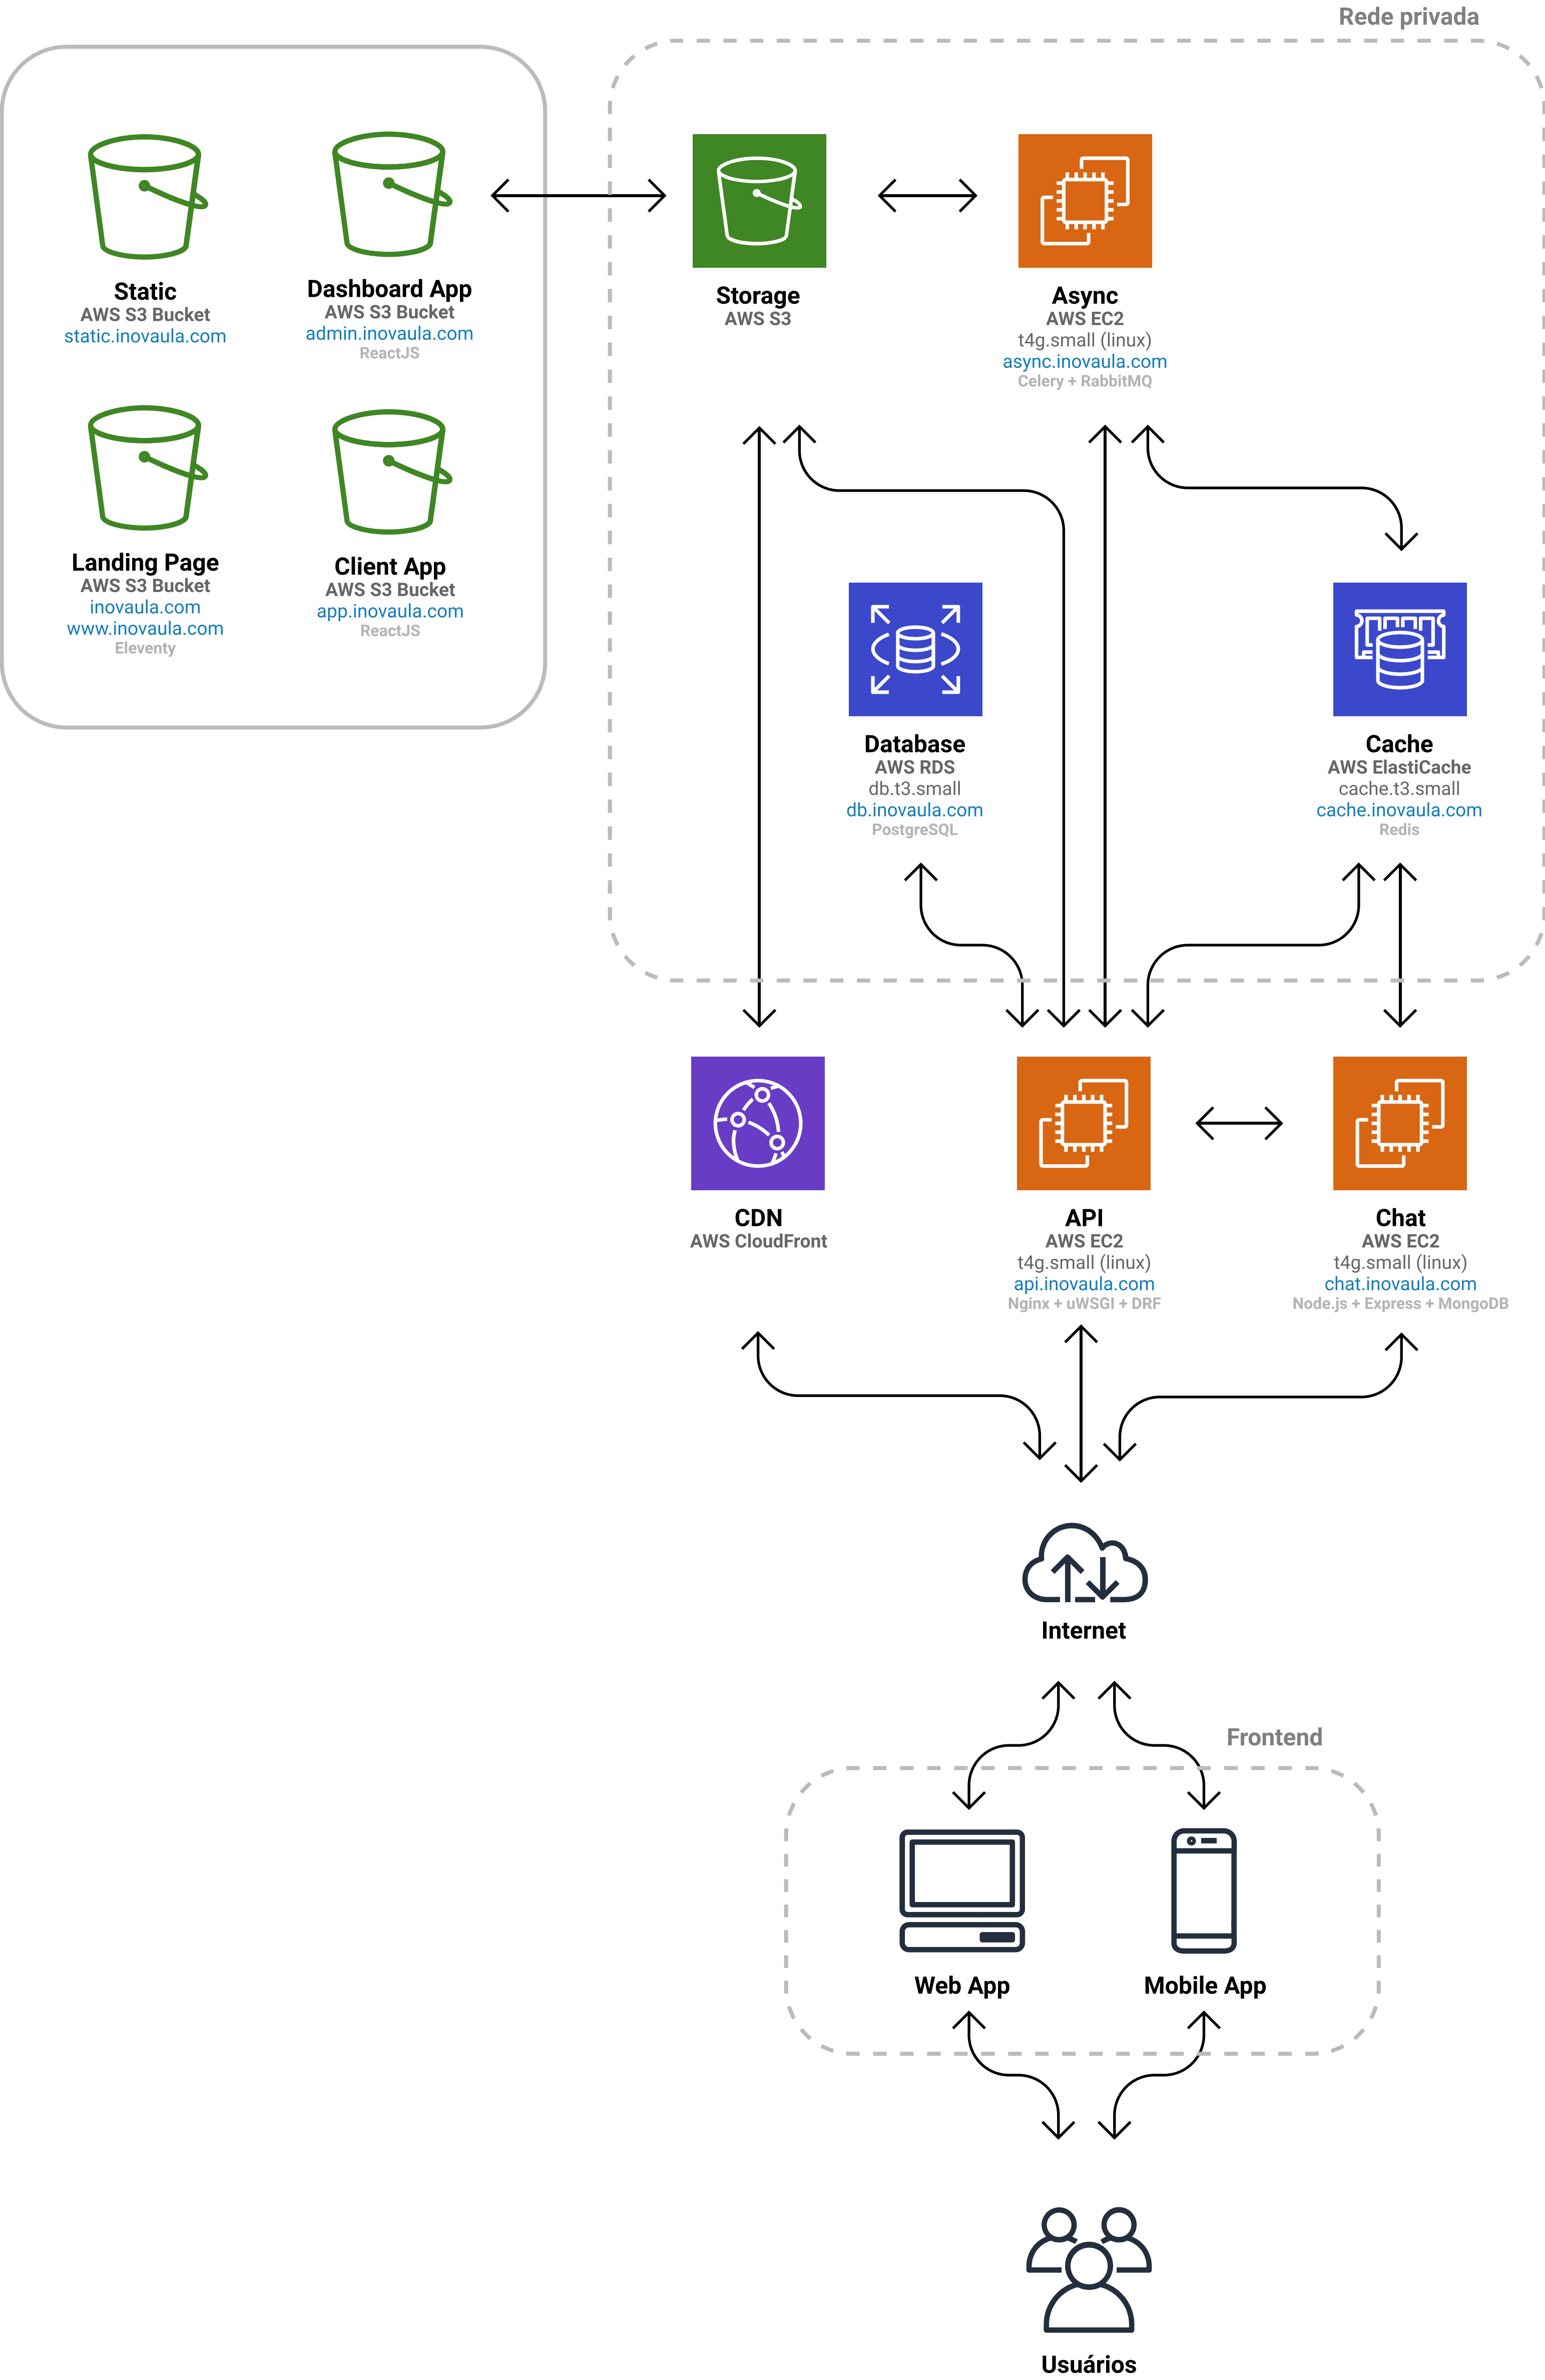 Rede privada
Static
AWS S3 Bucket
static.inovaula.com
Dashboard App
AWS S3 Bucket
admin.inovaula.com
ReactJS
Landing Page
AWS S3 Bucket
inovaula.com
www.inovaula.com
Eleventy
Client App
AWS S3 Bucket
app.inovaula.com
ReactJS
Storage
AWS S3
Async
AWS EC2
t4g.small (linux)
async.inovaula.com
Celery + RabbitMQ
Database
AWS RDS
db.t3.small
db.inovaula.com
PostgreSQL
Cache
AWS ElastiCache
cache.t3.small
cache.inovaula.com
Redis
CDN
AWS CloudFront
API
AWS EC2
t4g.small (linux)
api.inovaula.com
Nginx + uWSGI + DRF
Chat
AWS EC2
t4g.small (linux)
chat.inovaula.com
Node.js + Express + MongoDB
Internet
Frontend
Web App
Mobile App
Usuários